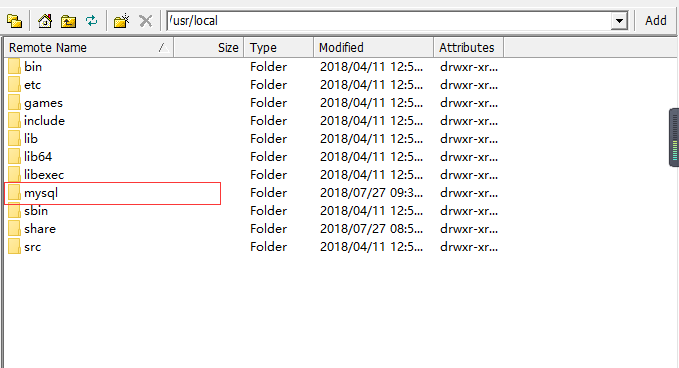 /usr/local Add
Remote Name / Size Type Modified Attributes
bin Folder 2018/04/11 12:5... drwxr-xr...
etc Folder 2018/04/11 12:5... drwxr-xr...
games Folder 2018/04/11 12:5... drwxr-xr...
include Folder 2018/04/11 12:5... drwxr-xr...
lib Folder 2018/04/11 12:5... drwxr-xr...
lib64 Folder 2018/04/11 12:5... drwxr-xr...
libexec Folder 2018/04/11 12:5... drwxr-xr...
mysql Folder 2018/07/27 09:3... drwxr-xr...
sbin Folder 2018/04/11 12:5... drwxr-xr...
share Folder 2018/07/27 08:5... drwxr-xr...
src Folder 2018/04/11 12:5... drwxr-xr...